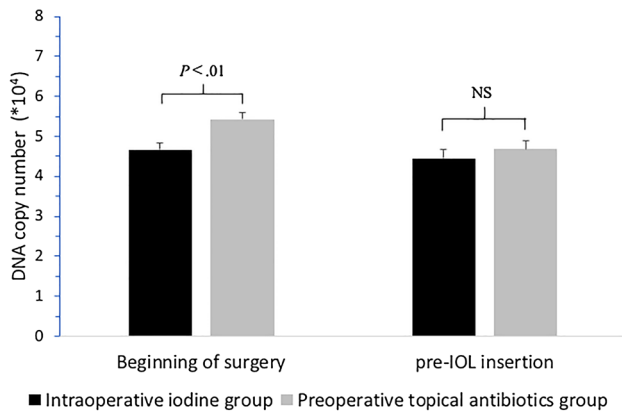 8
7
6
5
4
3
2
1
0
DNA copy number (*10⁴)
P<.01
NS
Beginning of surgery
pre-IOL insertion
Intraoperative iodine group
Preoperative topical antibiotics group